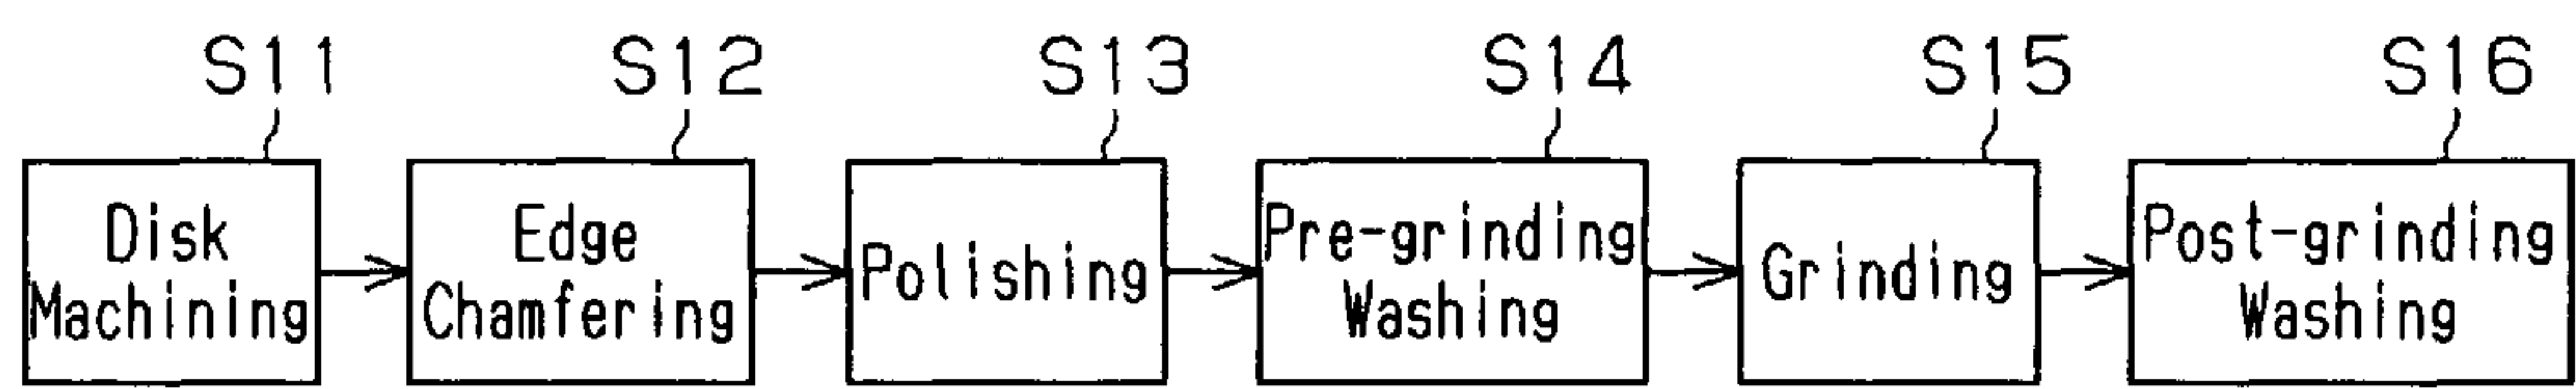 S11 S12 S13 S14 S15 S16
Disk
Machining
Edge
Chamfering
Polishing
Pre-grinding
Washing
Grinding
Post-grinding
Washing